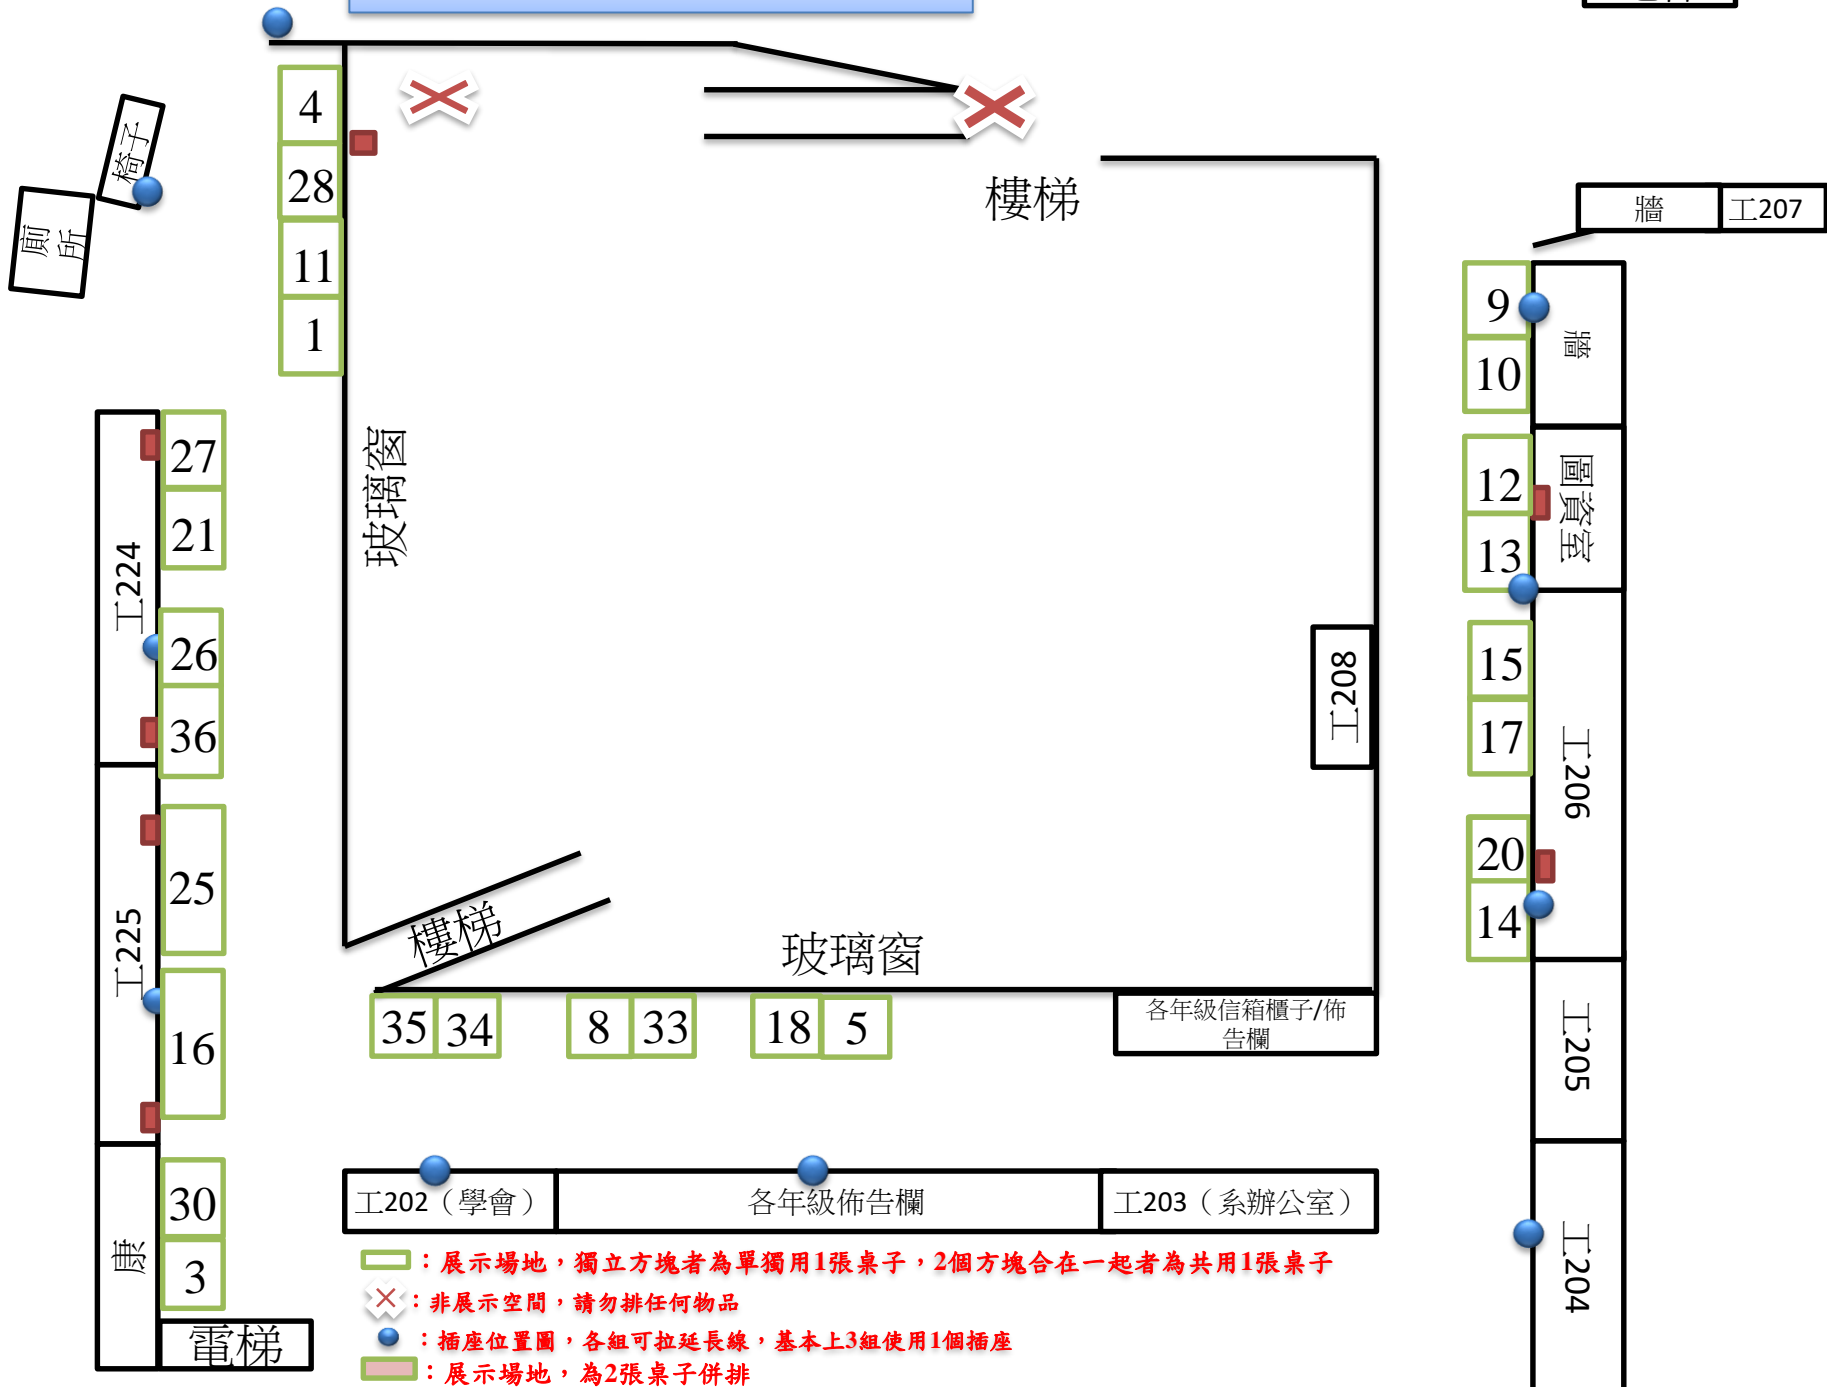 4
28
11
1
椅子
廁所
樓梯
牆
工207
9
10
牆
12
13
圖資室
27
21
工224
26
36
玻璃窗
15
17
工206
工208
20
14
25
工225
16
樓梯
玻璃窗
35
34
8
33
18
5
各年級信箱櫃子/佈
告欄
工205
30
3
康
電梯
工202（學會）
各年級佈告欄
工203（系辦公室）
工204
：展示場地，獨立方塊者為單獨用1張桌子，2個方塊合在一起者為共用1張桌子
：非展示空間，請勿排任何物品
：插座位置圖，各組可拉延長線，基本上3組使用1個插座
：展示場地，為2張桌子併排